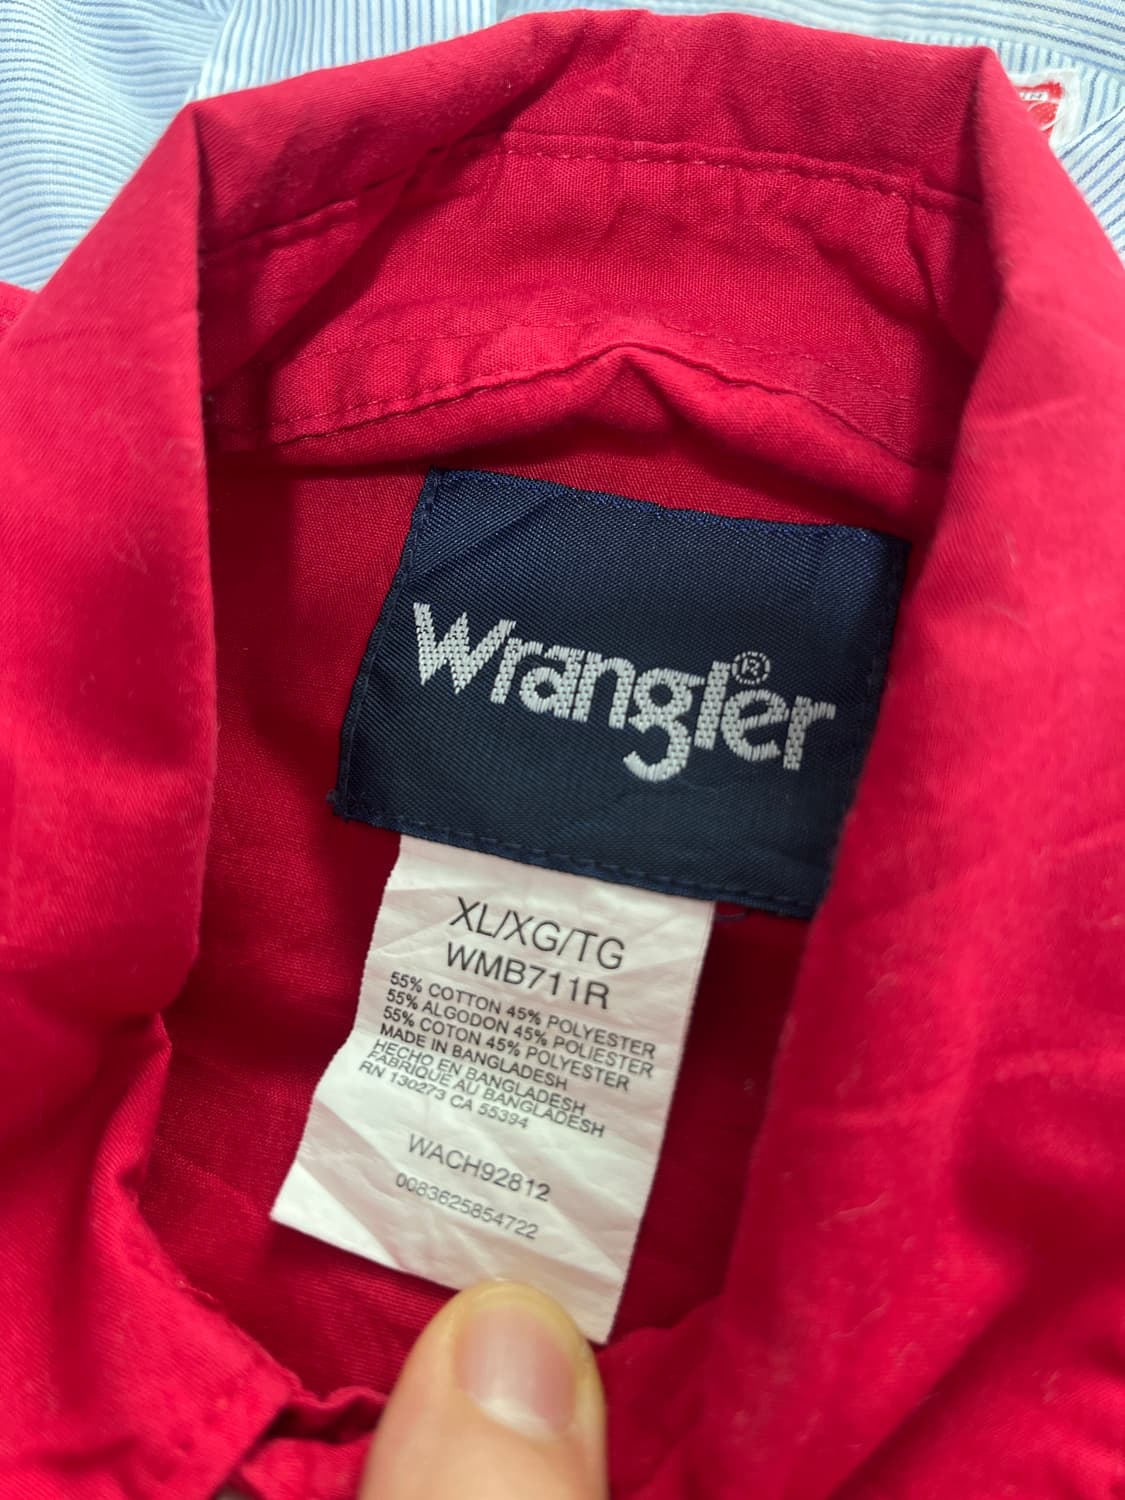 Wrangler®
XL/XG/TG
WMB711R
55% COTTON 45% POLYESTER
55% ALGODON 45% POLIESTER
55% COTON 45% POLYESTER
MADE IN BANGLADESH
HECHO EN BANGLADESH
FABRIQUE AU BANGLADESH
RN 130273 CA 55394
WACH92812
0083625854722